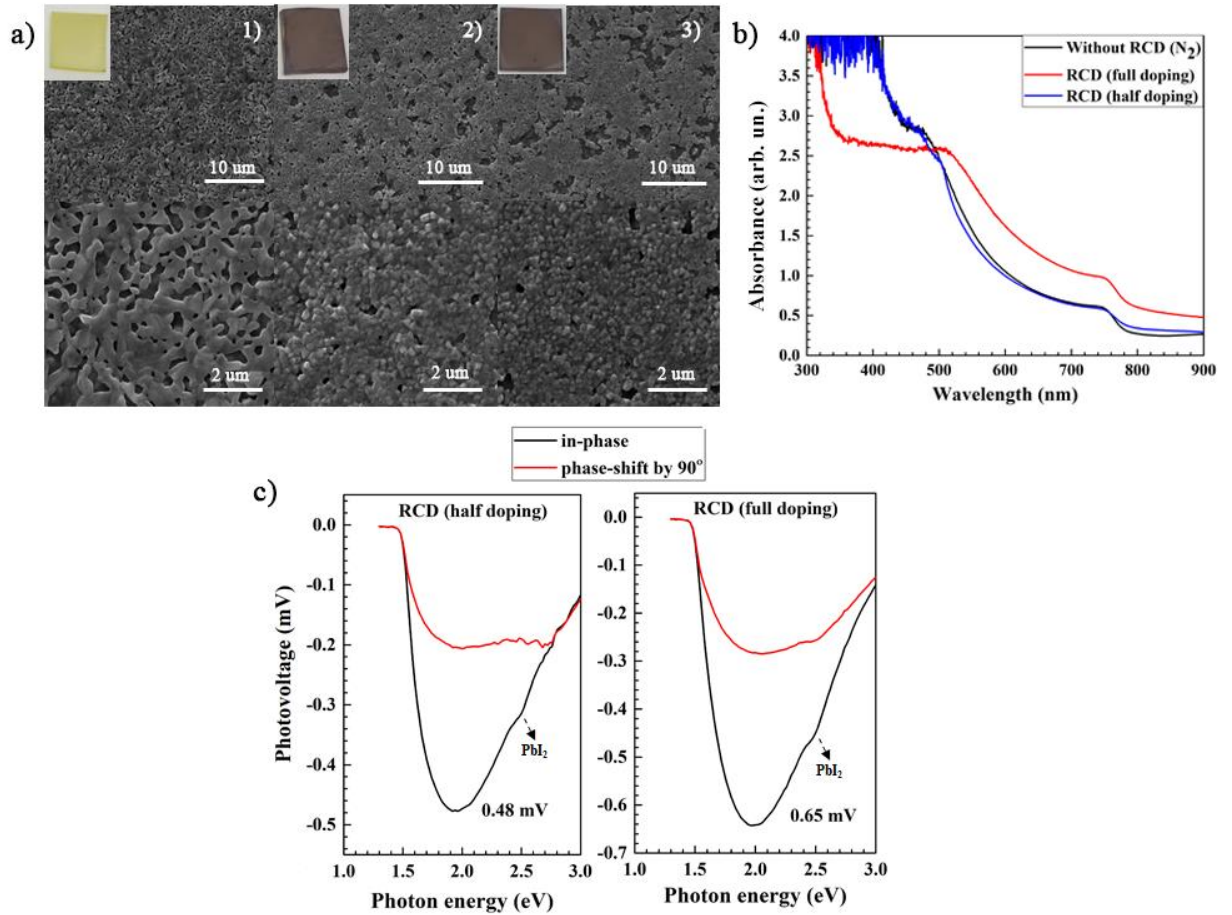 a)
1)
2)
3)
10 um
10 um
10 um
2 um
2 um
2 um
b)
Without RCD (N₂)
RCD (full doping)
RCD (half doping)
Absorbance (arb. un.)
4.0
3.5
3.0
2.5
2.0
1.5
1.0
0.5
0.0
300 400 500 600 700 800 900
Wavelength (nm)
in-phase
phase-shift by 90°
c)
RCD (half doping)
Photovoltage (mV)
0.0
-0.1
-0.2
-0.3
-0.4
-0.5
PbI₂
0.48 mV
1.0 1.5 2.0 2.5 3.0
Photon energy (eV)
RCD (full doping)
0.0
-0.1
-0.2
-0.3
-0.4
-0.5
-0.6
-0.7
PbI₂
0.65 mV
1.0 1.5 2.0 2.5 3.0
Photon energy (eV)